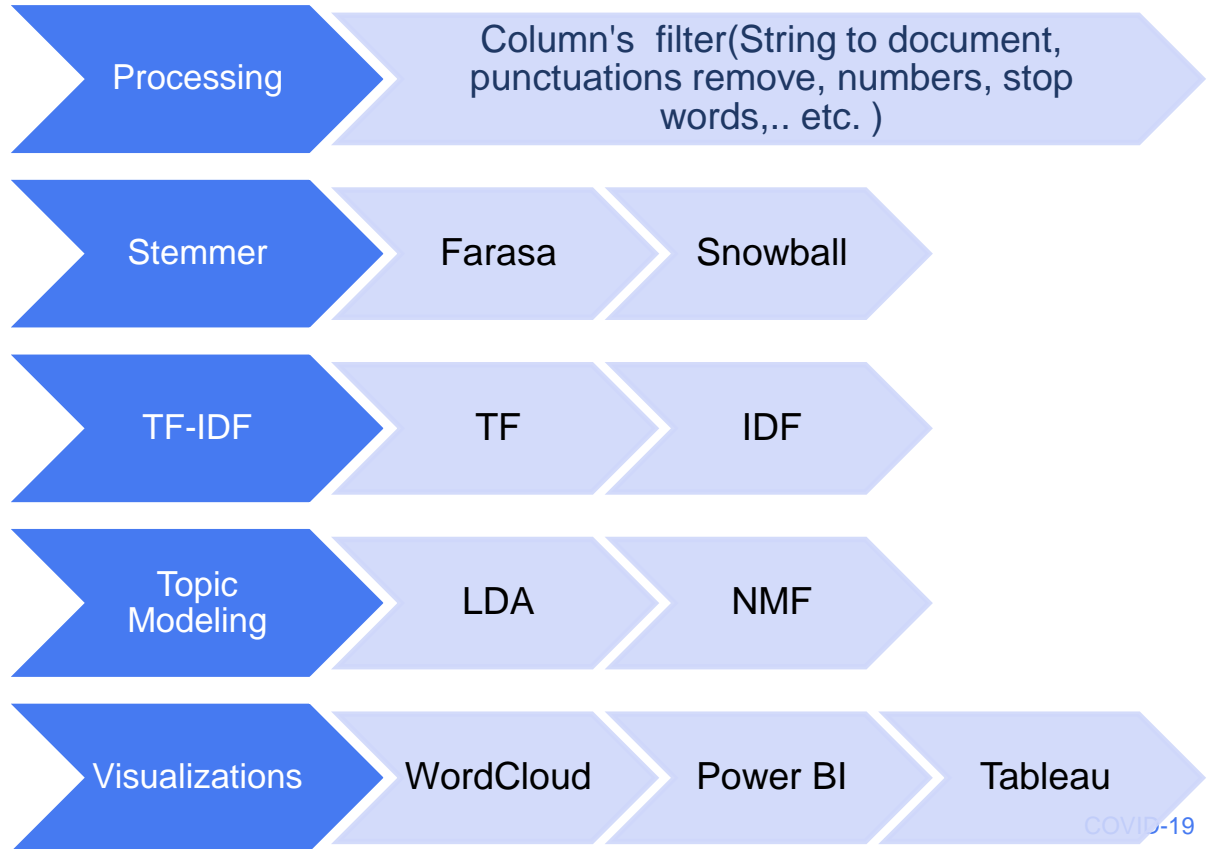 Processing
Column's filter(String to document,
punctuations remove, numbers, stop
words,.. etc. )
Stemmer
Farasa
Snowball
TF-IDF
TF
IDF
Topic
Modeling
LDA
NMF
Visualizations
WordCloud
Power BI
Tableau
COVID-19